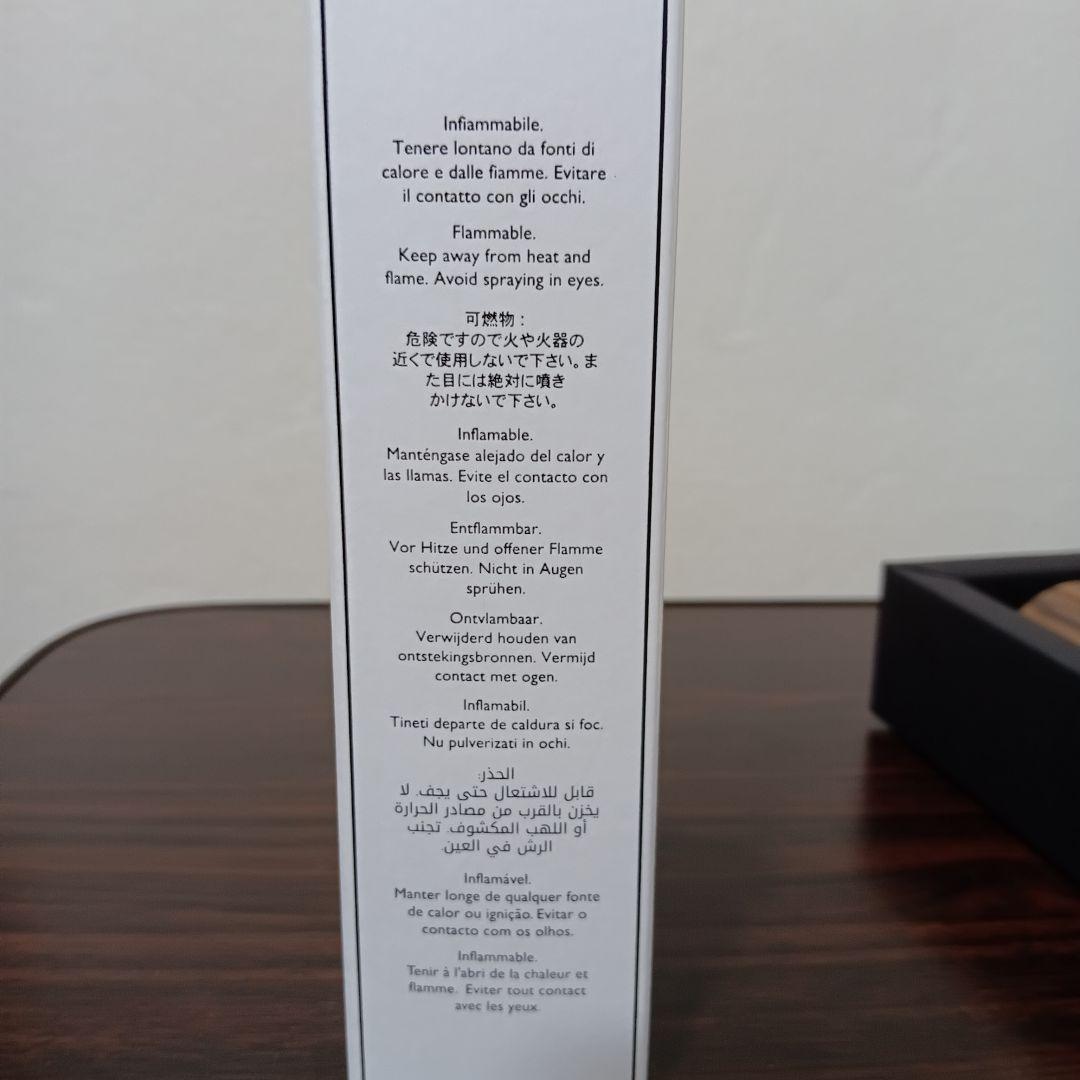 Infiammabile.
Tenere lontano da fonti di
calore e dalle fiamme. Evitare
il contatto con gli occhi.
Flammable.
Keep away from heat and
flame. Avoid spraying in eyes.
可燃物：
危険ですので火や火器の
近くで使用しないで下さい。ま
た目には絶対に噴き
かけないで下さい。
Inflamable.
Manténgase alejado del calor y
las llamas. Evite el contacto con
los ojos.
Entflammbar.
Vor Hitze und offener Flamme
schützen. Nicht in Augen
sprühen.
Ontvlambaar.
Verwijderd houden van
ontstekingsbronnen. Vermijd
contact met ogen.
Inflamabil.
Tineti departe de caldura si foc.
Nu pulverizati in ochi.
الحذر:
قابل للاشتعال حتى يجف. لا
يخزن بالقرب من مصادر الحرارة
أو اللهب المكشوف. تجنب
الرش في العين.
Inflamável.
Manter longe de qualquer fonte
de calor ou ignição. Evitar o
contacto com os olhos.
Inflammable.
Tenir à l'abri de la chaleur et
flamme. Eviter tout contact
avec les yeux.